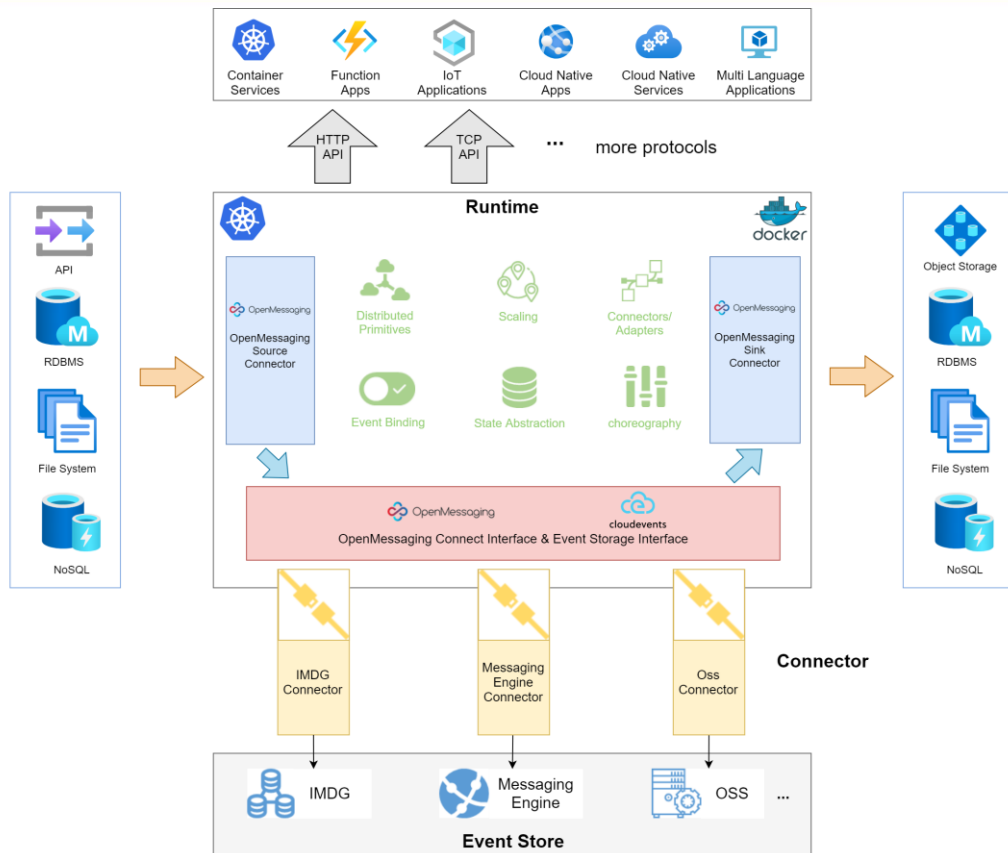 Container
Services
Function
Apps
IoT
Applications
Cloud Native
Apps
Cloud Native
Services
Multi Language
Applications
HTTP
API
TCP
API
... more protocols
API
RDBMS
File System
NoSQL
Runtime
docker
OpenMessaging
OpenMessaging
Source
Connector
Distributed
Primitives
Scaling
Connectors/
Adapters
Event Binding
State Abstraction
choreography
OpenMessaging
OpenMessaging
Sink
Connector
OpenMessaging
cloudevents
OpenMessaging Connect Interface & Event Storage Interface
Object Storage
RDBMS
File System
NoSQL
IMDG
Connector
Messaging
Engine
Connector
Oss
Connector
Connector
IMDG
Messaging
Engine
OSS
...
Event Store